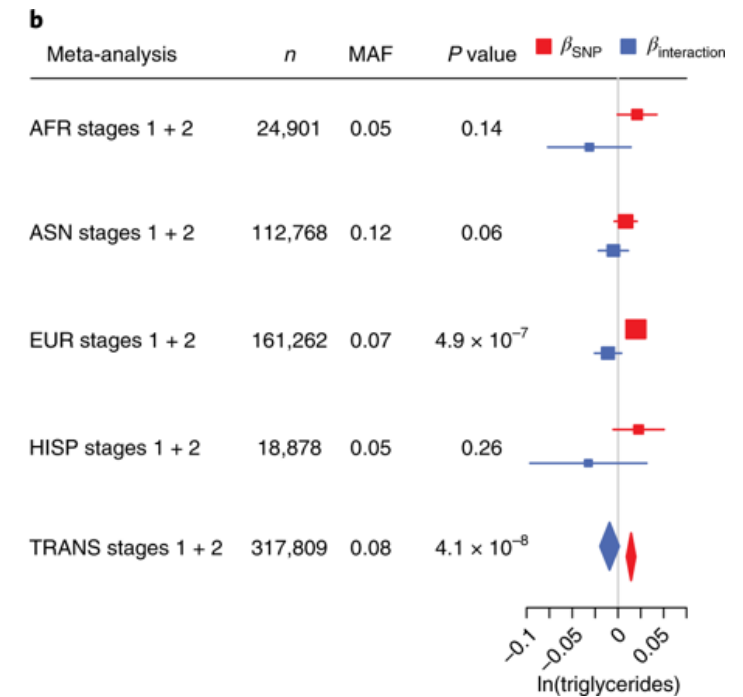 b
Meta-analysis n MAF P value βSNP βinteraction
AFR stages 1 + 2 24,901 0.05 0.14
ASN stages 1 + 2 112,768 0.12 0.06
EUR stages 1 + 2 161,262 0.07 4.9 × 10⁻⁷
HISP stages 1 + 2 18,878 0.05 0.26
TRANS stages 1 + 2 317,809 0.08 4.1 × 10⁻⁸
–0.1 –0.05 0 0.05
ln(triglycerides)